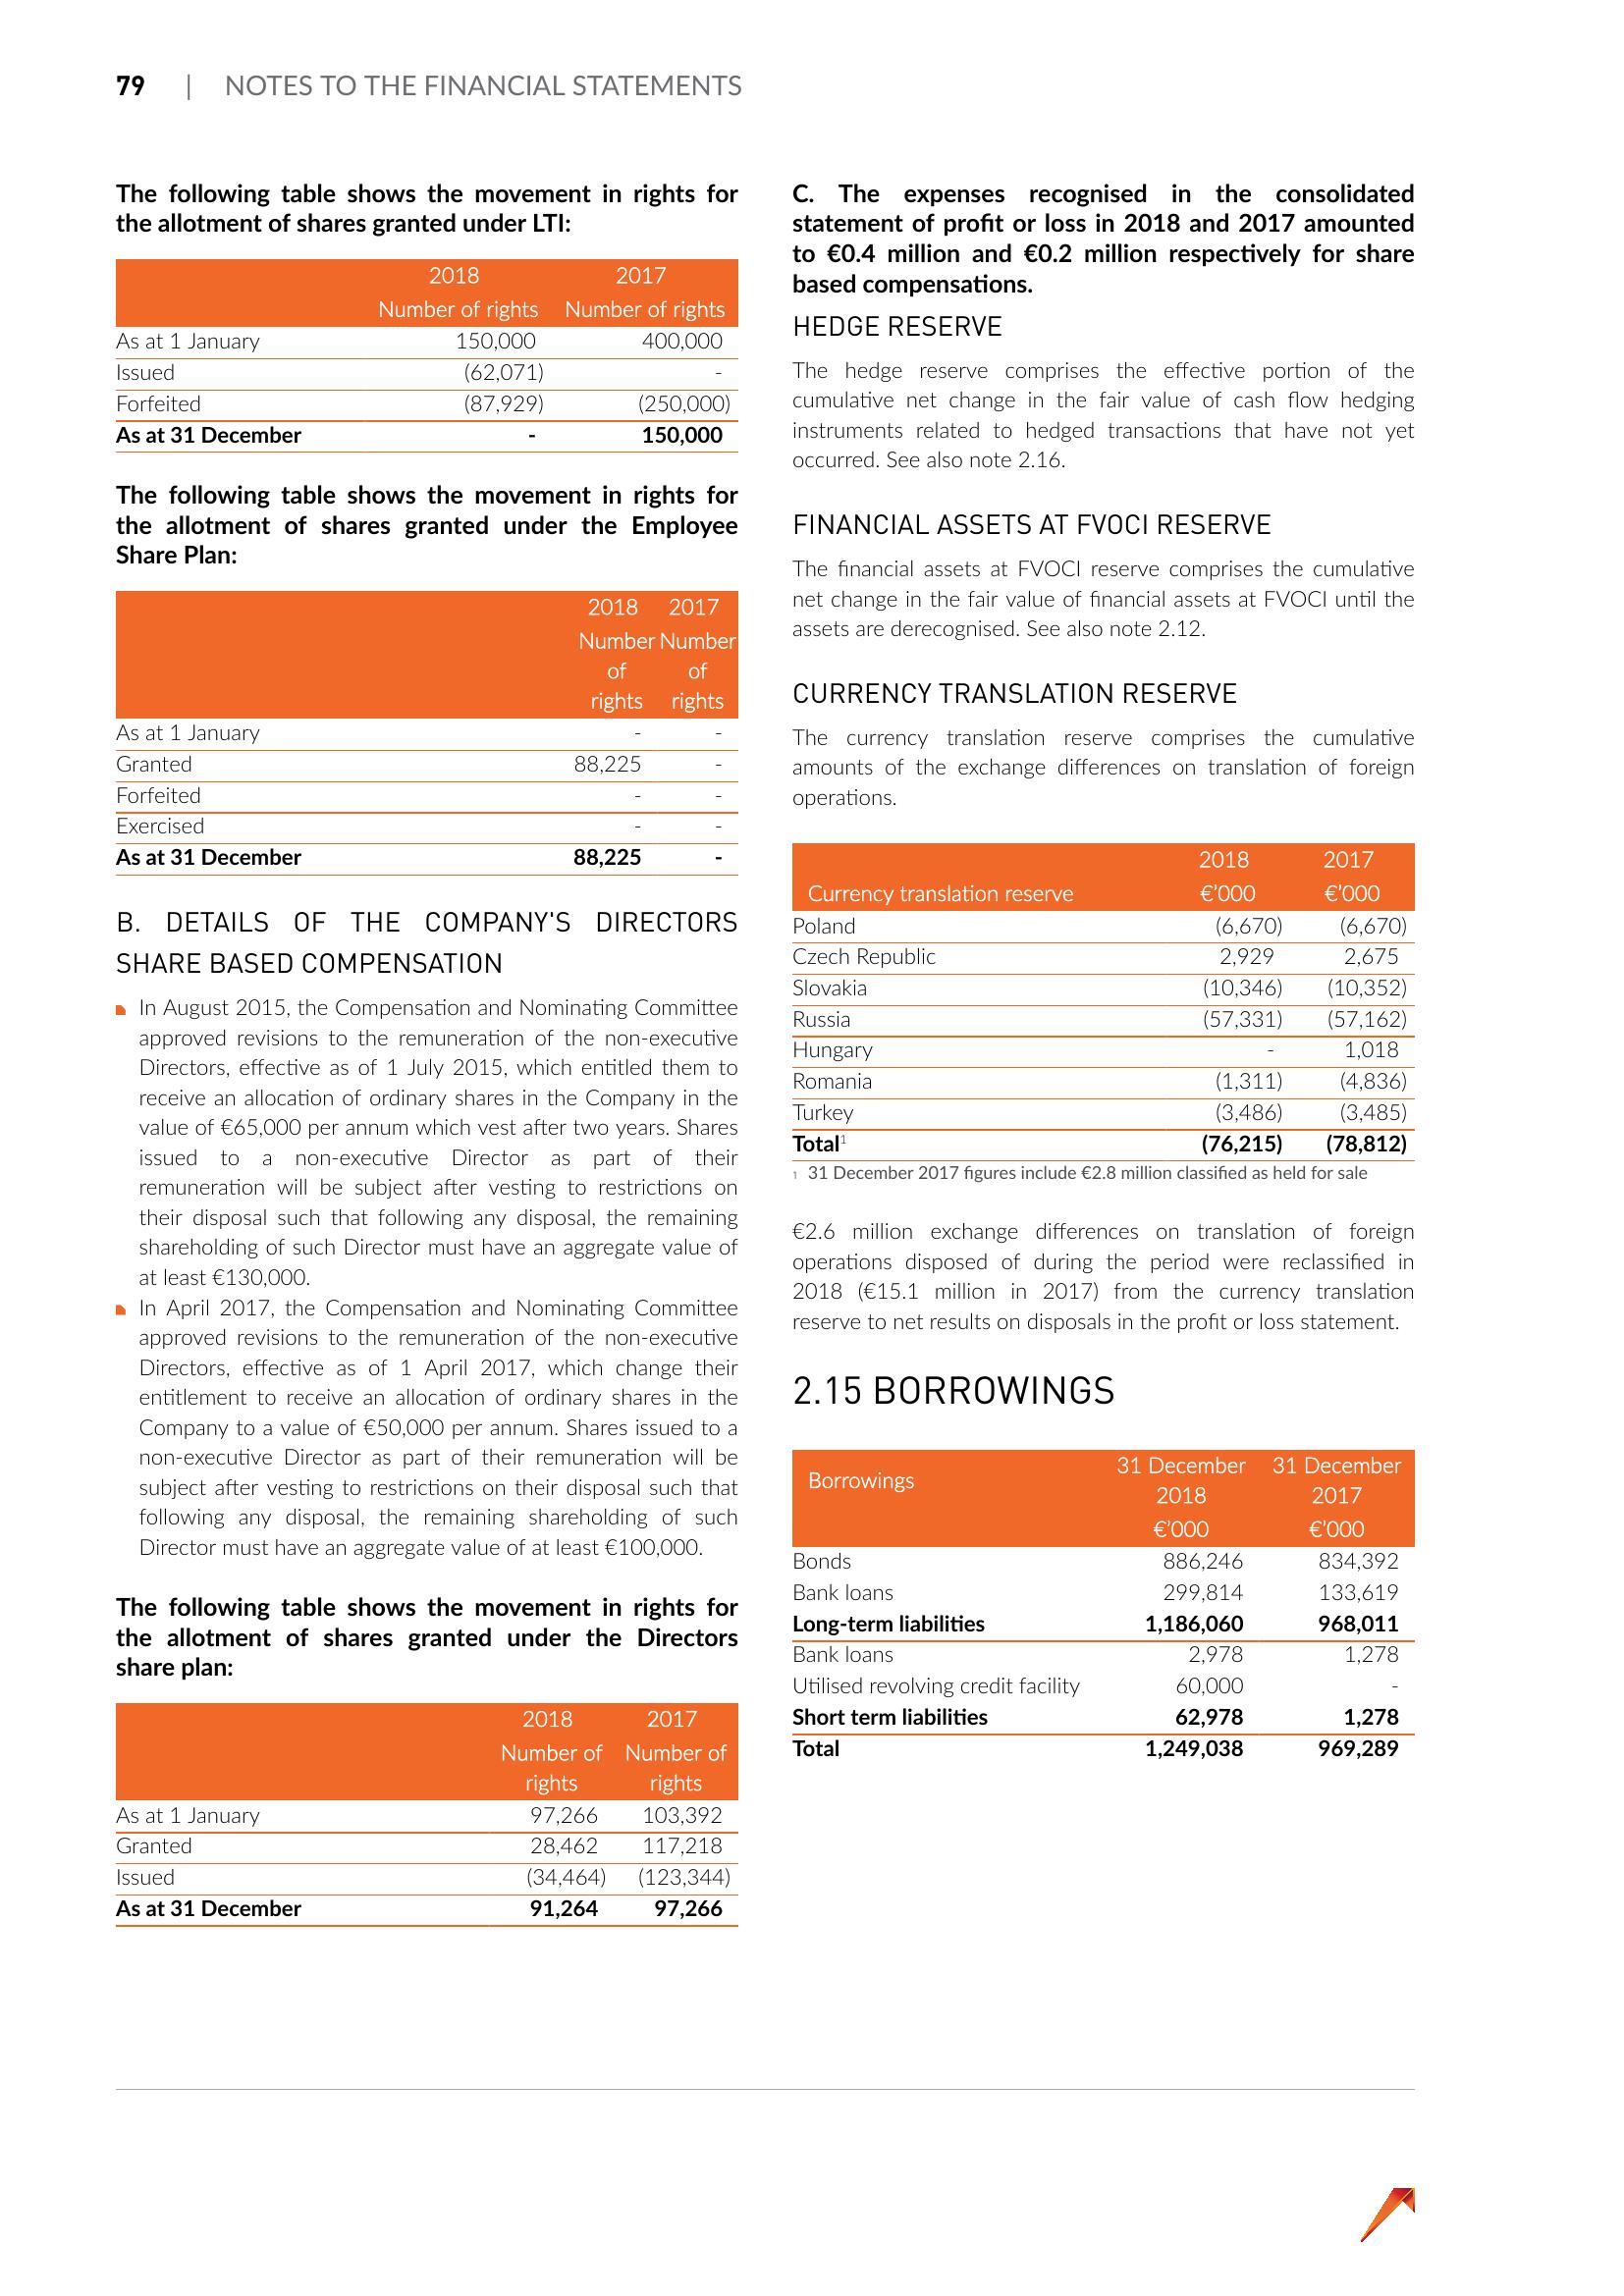 79 | NOTES TO THE FINANCIAL STATEMENTS
The following table shows the movement in rights for
the allotment of shares granted under LTI:
2018 2017
Number of rights Number of rights
As at 1 January 150,000 400,000
Issued (62,071) -
Forfeited (87,929) (250,000)
As at 31 December - 150,000
The following table shows the movement in rights for
the allotment of shares granted under the Employee
Share Plan:
2018 2017
Number Number
of of
rights rights
As at 1 January - -
Granted 88,225 -
Forfeited - -
Exercised - -
As at 31 December 88,225 -
B. DETAILS OF THE COMPANY'S DIRECTORS
SHARE BASED COMPENSATION
In August 2015, the Compensation and Nominating Committee
approved revisions to the remuneration of the non-executive
Directors, effective as of 1 July 2015, which entitled them to
receive an allocation of ordinary shares in the Company in the
value of €65,000 per annum which vest after two years. Shares
issued to a non-executive Director as part of their
remuneration will be subject after vesting to restrictions on
their disposal such that following any disposal, the remaining
shareholding of such Director must have an aggregate value of
at least €130,000.
In April 2017, the Compensation and Nominating Committee
approved revisions to the remuneration of the non-executive
Directors, effective as of 1 April 2017, which change their
entitlement to receive an allocation of ordinary shares in the
Company to a value of €50,000 per annum. Shares issued to a
non-executive Director as part of their remuneration will be
subject after vesting to restrictions on their disposal such that
following any disposal, the remaining shareholding of such
Director must have an aggregate value of at least €100,000.
The following table shows the movement in rights for
the allotment of shares granted under the Directors
share plan:
2018 2017
Number of Number of
rights rights
As at 1 January 97,266 103,392
Granted 28,462 117,218
Issued (34,464) (123,344)
As at 31 December 91,264 97,266
C. The expenses recognised in the consolidated
statement of profit or loss in 2018 and 2017 amounted
to €0.4 million and €0.2 million respectively for share
based compensations.
HEDGE RESERVE
The hedge reserve comprises the effective portion of the
cumulative net change in the fair value of cash flow hedging
instruments related to hedged transactions that have not yet
occurred. See also note 2.16.
FINANCIAL ASSETS AT FVOCI RESERVE
The financial assets at FVOCI reserve comprises the cumulative
net change in the fair value of financial assets at FVOCI until the
assets are derecognised. See also note 2.12.
CURRENCY TRANSLATION RESERVE
The currency translation reserve comprises the cumulative
amounts of the exchange differences on translation of foreign
operations.
2018 2017
Currency translation reserve €'000 €'000
Poland (6,670) (6,670)
Czech Republic 2,929 2,675
Slovakia (10,346) (10,352)
Russia (57,331) (57,162)
Hungary - 1,018
Romania (1,311) (4,836)
Turkey (3,486) (3,485)
Total¹ (76,215) (78,812)
1 31 December 2017 figures include €2.8 million classified as held for sale
€2.6 million exchange differences on translation of foreign
operations disposed of during the period were reclassified in
2018 (€15.1 million in 2017) from the currency translation
reserve to net results on disposals in the profit or loss statement.
2.15 BORROWINGS
Borrowings 31 December 31 December
2018 2017
€'000 €'000
Bonds 886,246 834,392
Bank loans 299,814 133,619
Long-term liabilities 1,186,060 968,011
Bank loans 2,978 1,278
Utilised revolving credit facility 60,000 -
Short term liabilities 62,978 1,278
Total 1,249,038 969,289